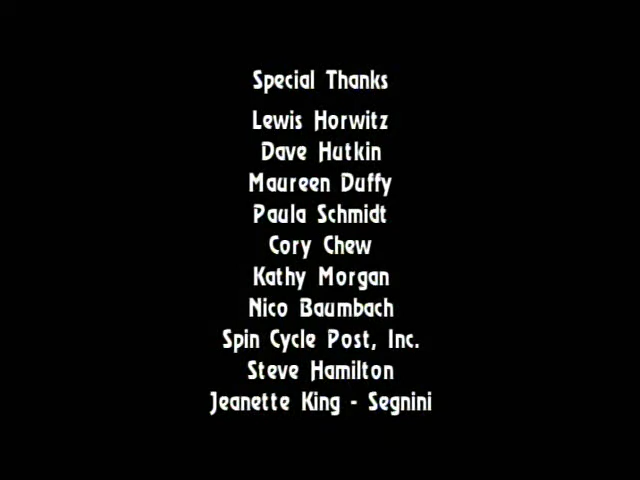 Special Thanks
Lewis Horwitz
Dave Hutkin
Maureen Duffy
Paula Schmidt
Cory Chew
Kathy Morgan
Nico Baumbach
Spin Cycle Post, Inc.
Steve Hamilton
Jeanette King - Segnini